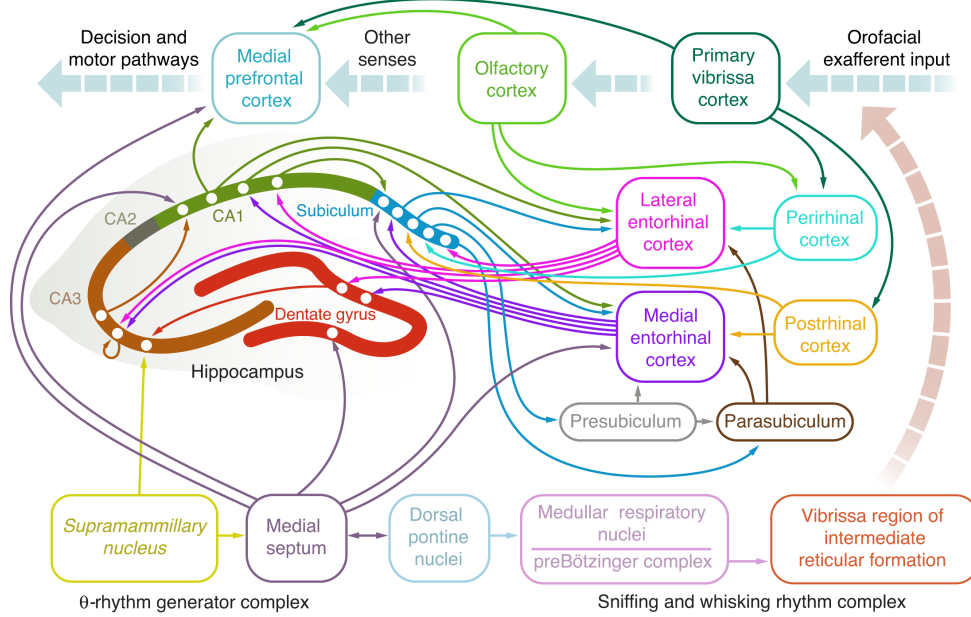 Decision and
motor pathways
Medial
prefrontal
cortex
Other
senses
Olfactory
cortex
Primary
vibrissa
cortex
Orofacial
exafferent input
CA2
CA1
Subiculum
Lateral
entorhinal
cortex
Perirhinal
cortex
CA3
Dentate gyrus
Medial
entorhinal
cortex
Postrhinal
cortex
Hippocampus
Presubiculum
Parasubiculum
Supramammillary
nucleus
Medial
septum
Dorsal
pontine
nuclei
Medullar respiratory
nuclei
preBötzinger complex
Vibrissa region of
intermediate
reticular formation
θ-rhythm generator complex
Sniffing and whisking rhythm complex